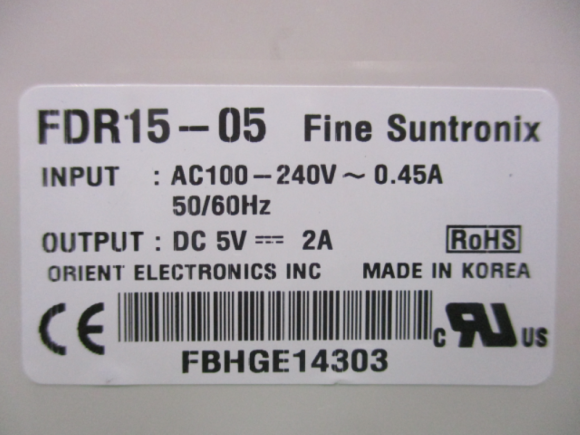 FDR15-05 Fine Suntronix
INPUT : AC100-240V~ 0.45A
50/60Hz
OUTPUT : DC 5V⎓ 2A RoHS
ORIENT ELECTRONICS INC MADE IN KOREA
CE C UR US
FBHGE14303